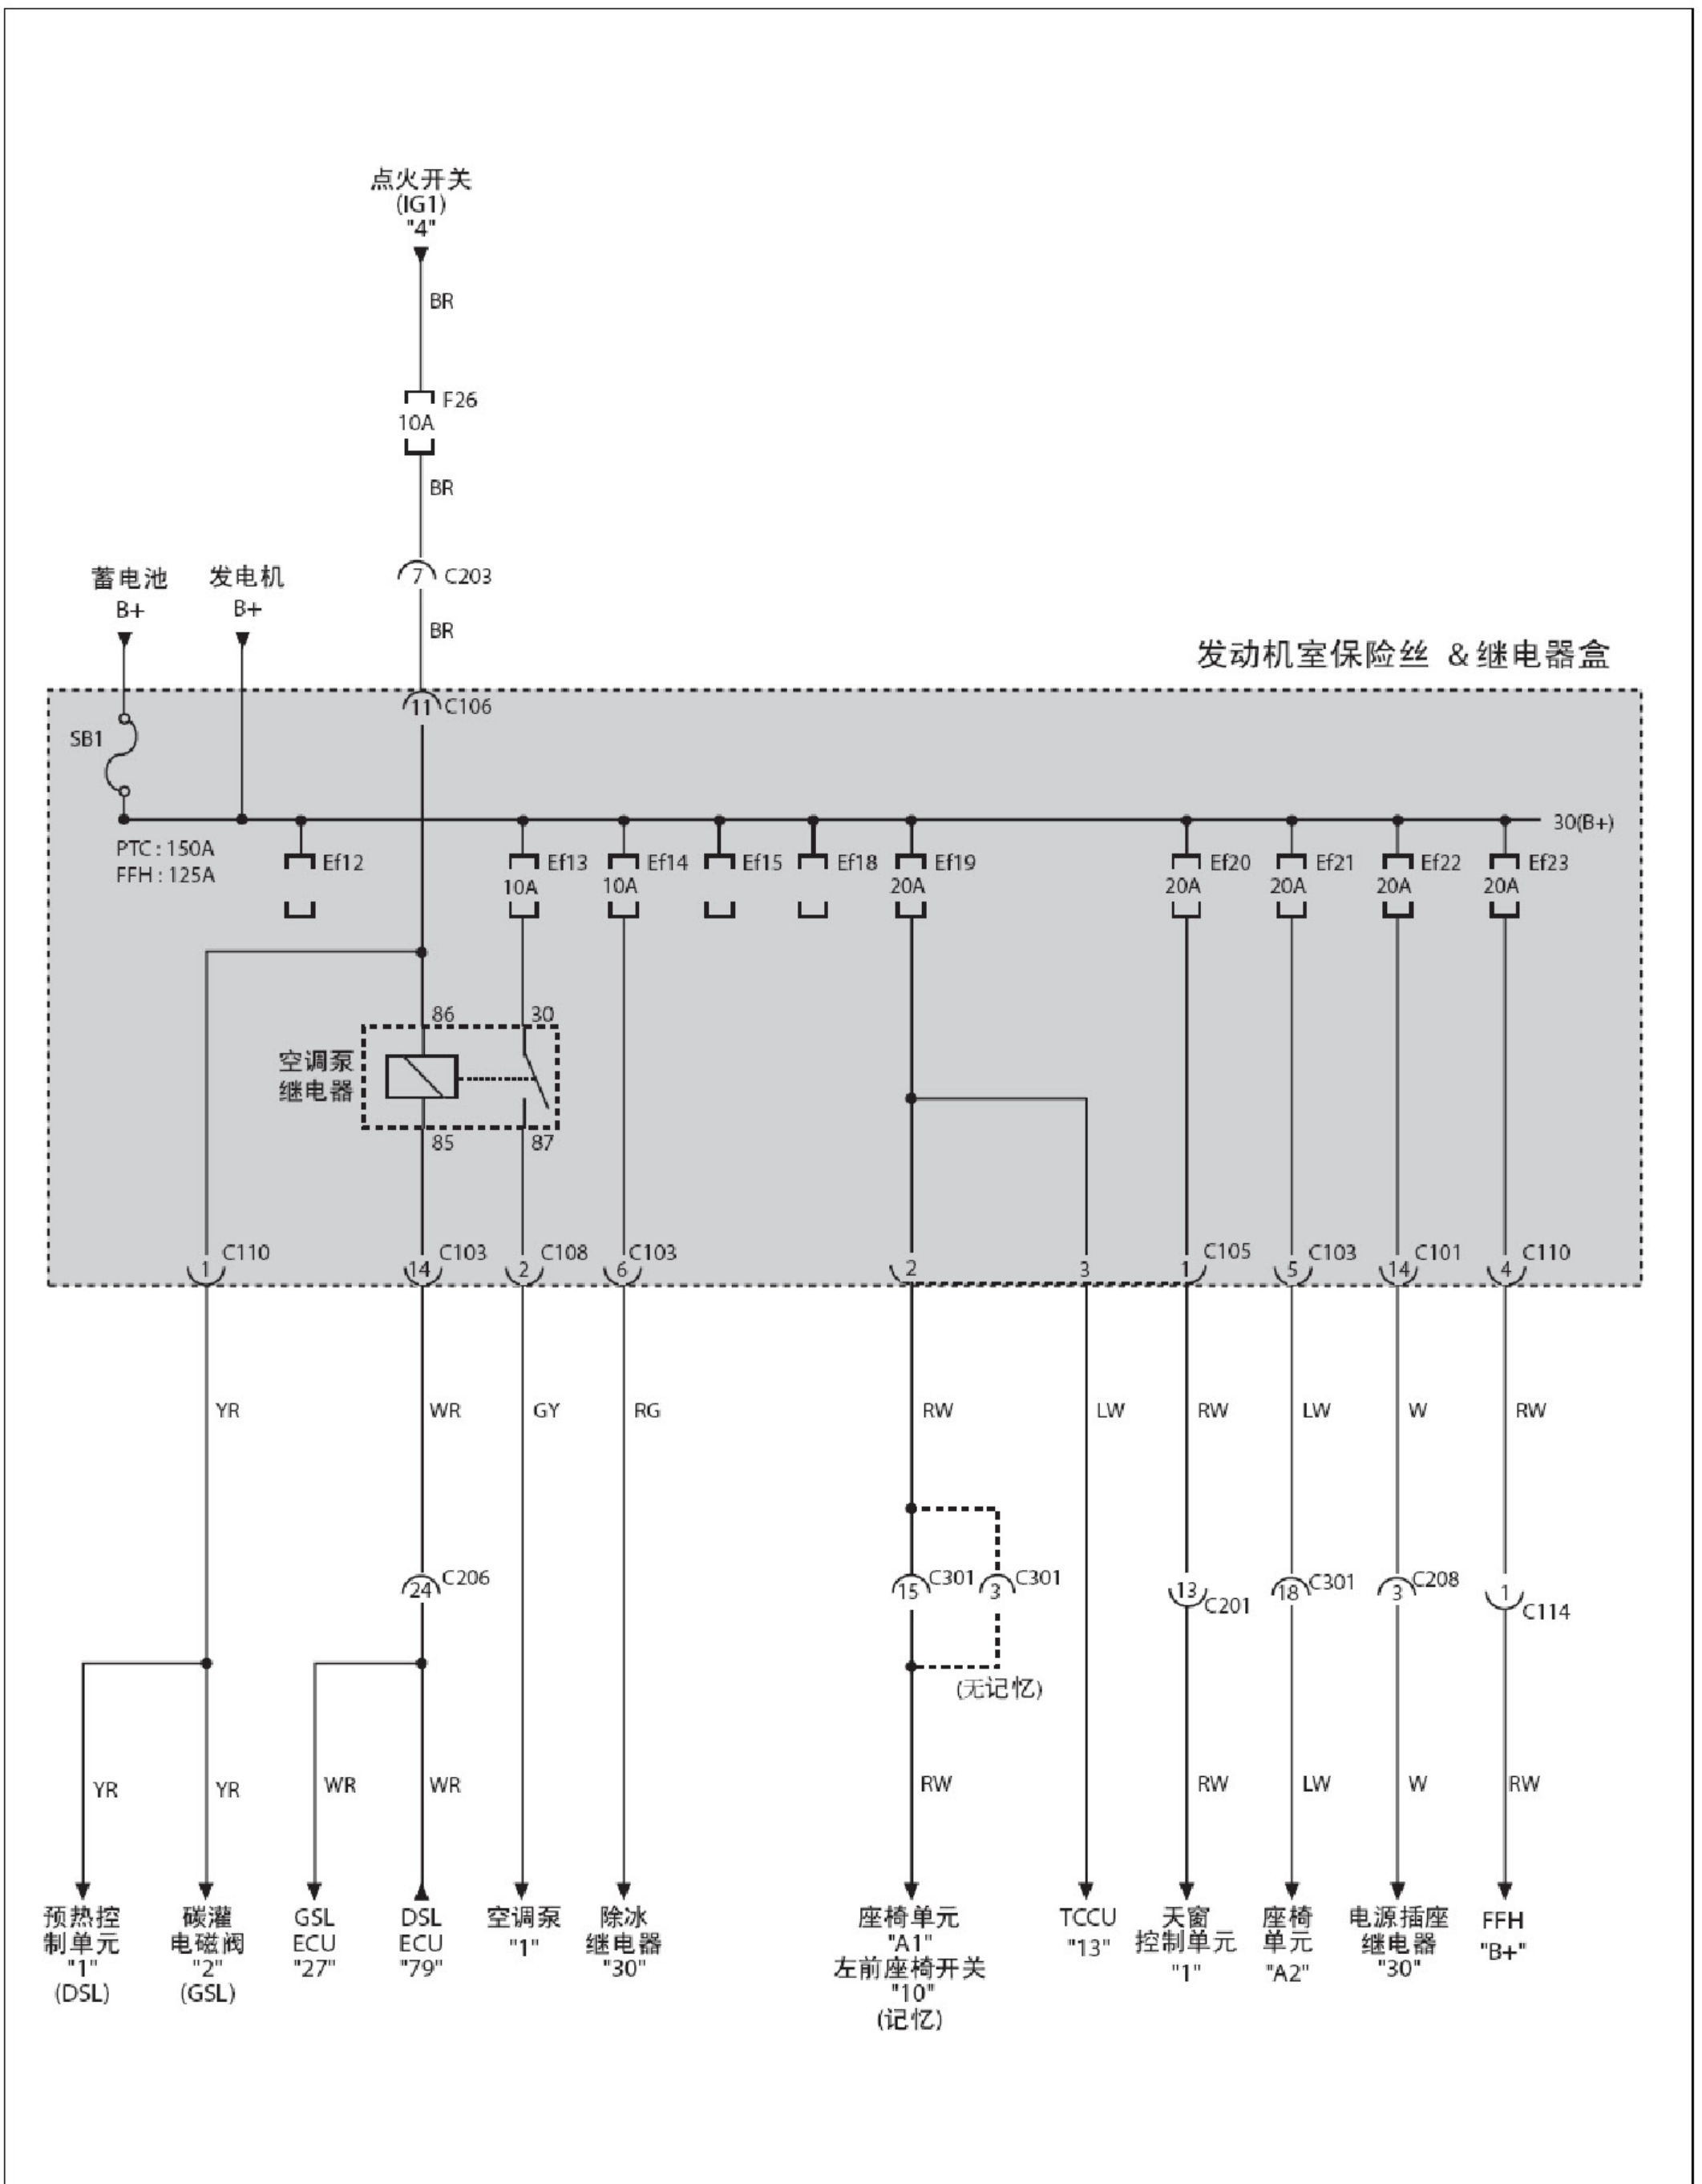 点火开关
(IG1)
"4"
BR
F26
10A
BR
7 C203
蓄电池 发电机
B+ B+
BR
发动机室保险丝 &继电器盒
11 C106
SB1
30(B+)
PTC : 150A
FFH : 125A
Ef12 Ef13 Ef14 Ef15 Ef18 Ef19 Ef20 Ef21 Ef22 Ef23
10A 10A 20A 20A 20A 20A 20A
86 30
空调泵
继电器
85 87
C110 C103 C108 C103 C105 C103 C101 C110
1 14 2 6 2 3 1 5 14 4
YR WR GY RG RW LW RW LW W RW
24 C206
15 C301 3 C301 13 C201 18 C301 3 C208 1 C114
(无记忆)
YR YR WR WR RW RW LW W RW
预热控
制单元
"1"
(DSL)
碳灌
电磁阀
"2"
(GSL)
GSL
ECU
"27"
DSL
ECU
"79"
空调泵
"1"
除冰
继电器
"30"
座椅单元
"A1"
左前座椅开关
"10"
(记忆)
TCCU
"13"
天窗
控制单元
"1"
座椅
单元
"A2"
电源插座
继电器
"30"
FFH
"B+"